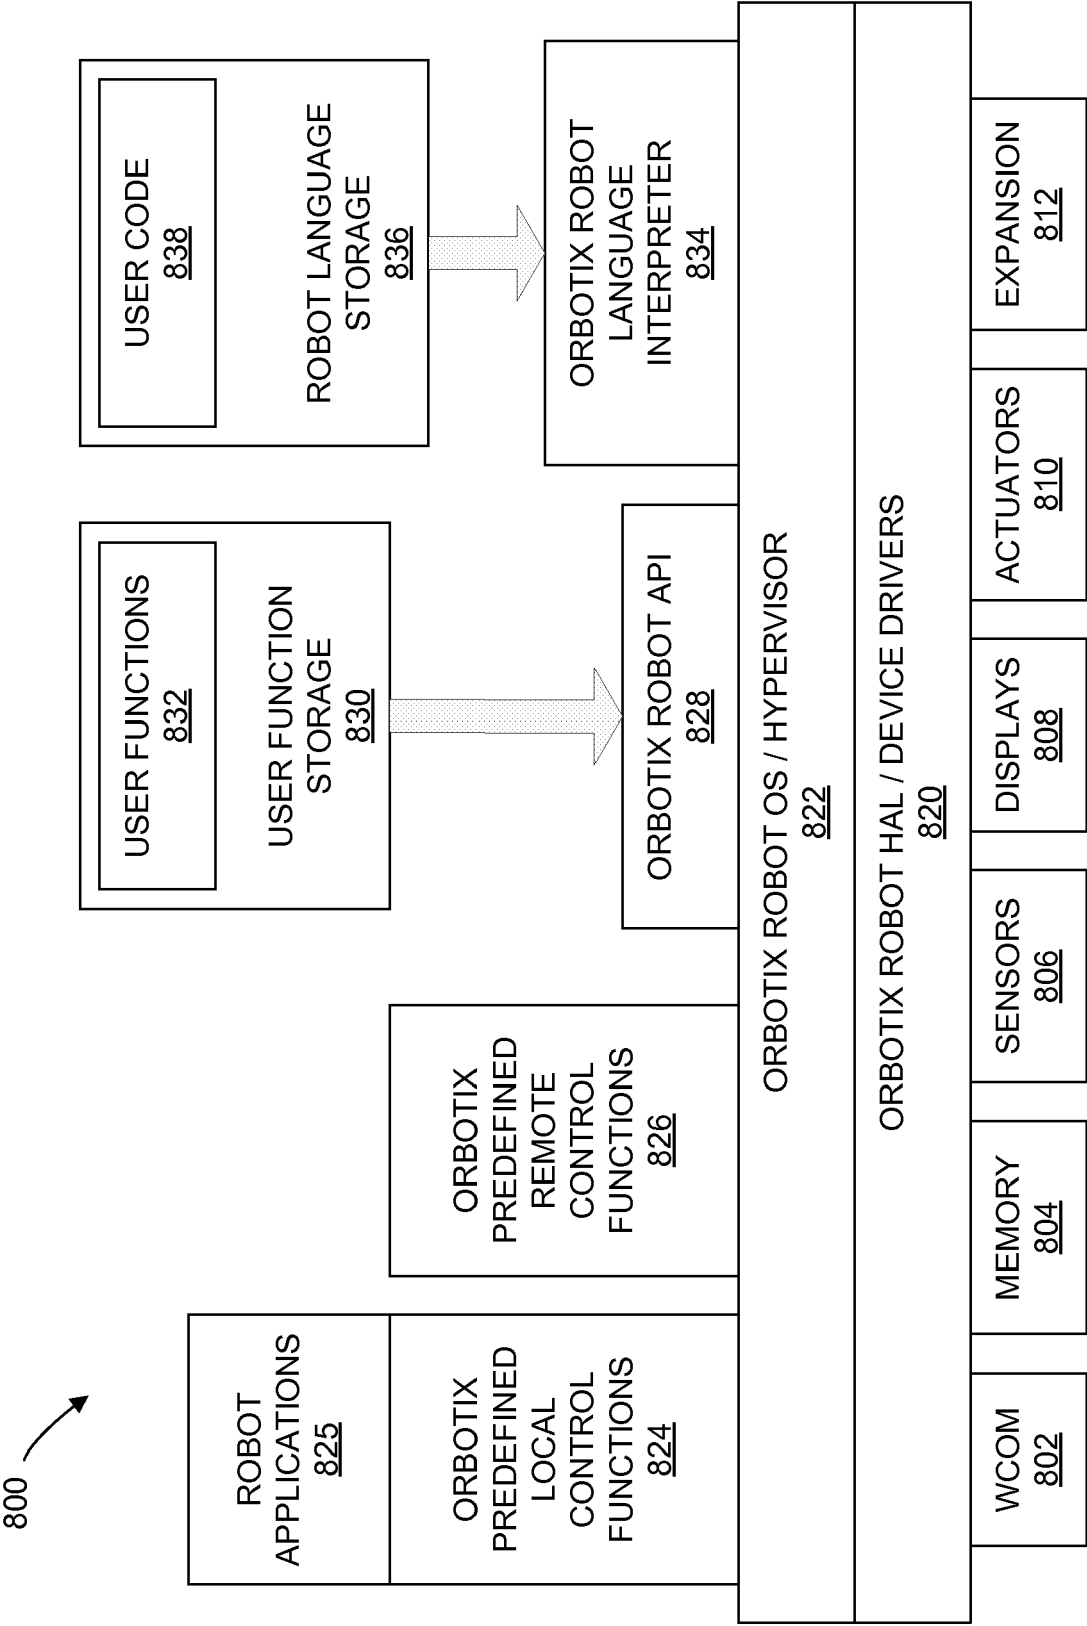 800
ROBOT
APPLICATIONS
825
ORBOTIX
PREDEFINED
LOCAL
CONTROL
FUNCTIONS
824
ORBOTIX
PREDEFINED
REMOTE
CONTROL
FUNCTIONS
826
USER FUNCTIONS
832
USER FUNCTION
STORAGE
830
ORBOTIX ROBOT API
828
USER CODE
838
ROBOT LANGUAGE
STORAGE
836
ORBOTIX ROBOT
LANGUAGE
INTERPRETER
834
ORBOTIX ROBOT OS / HYPERVISOR
822
ORBOTIX ROBOT HAL / DEVICE DRIVERS
820
WCOM
802
MEMORY
804
SENSORS
806
DISPLAYS
808
ACTUATORS
810
EXPANSION
812